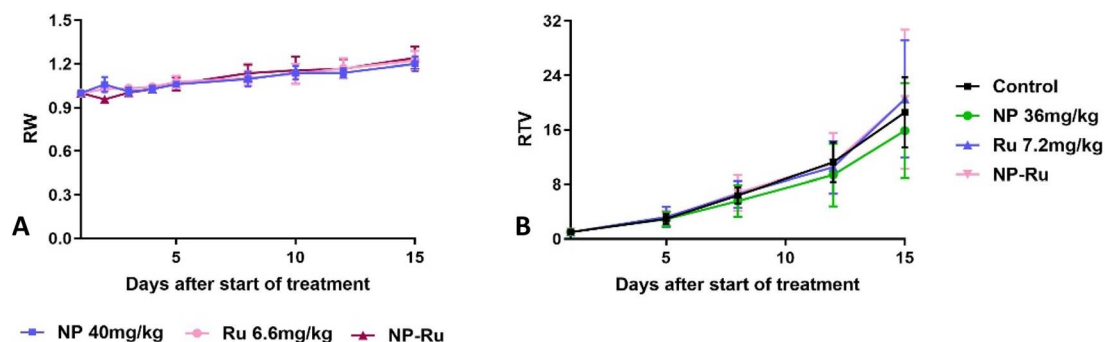 1.5
1.2
0.9
0.6
0.3
0.0
RW
A
5
10
15
Days after start of treatment
NP 40mg/kg
Ru 6.6mg/kg
NP-Ru
32
24
16
8
0
RTV
B
5
10
15
Days after start of treatment
Control
NP 36mg/kg
Ru 7.2mg/kg
NP-Ru